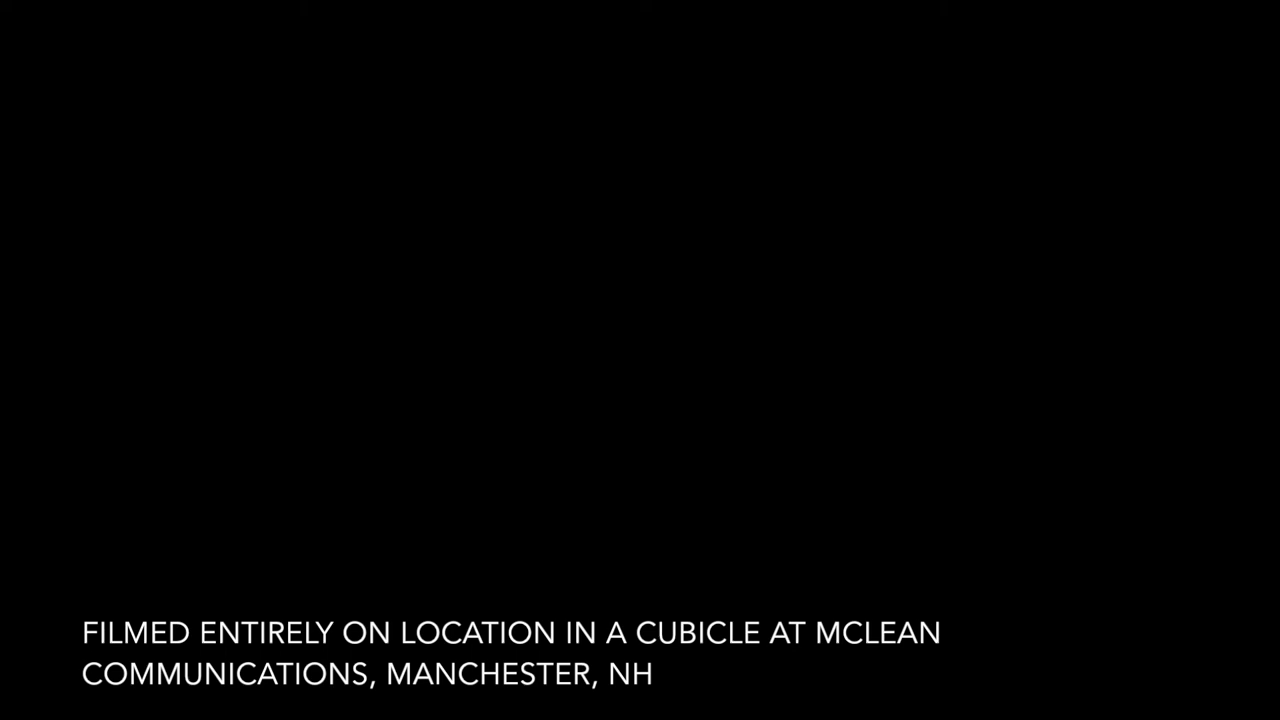 FILMED ENTIRELY ON LOCATION IN A CUBICLE AT MCLEAN
COMMUNICATIONS, MANCHESTER, NH